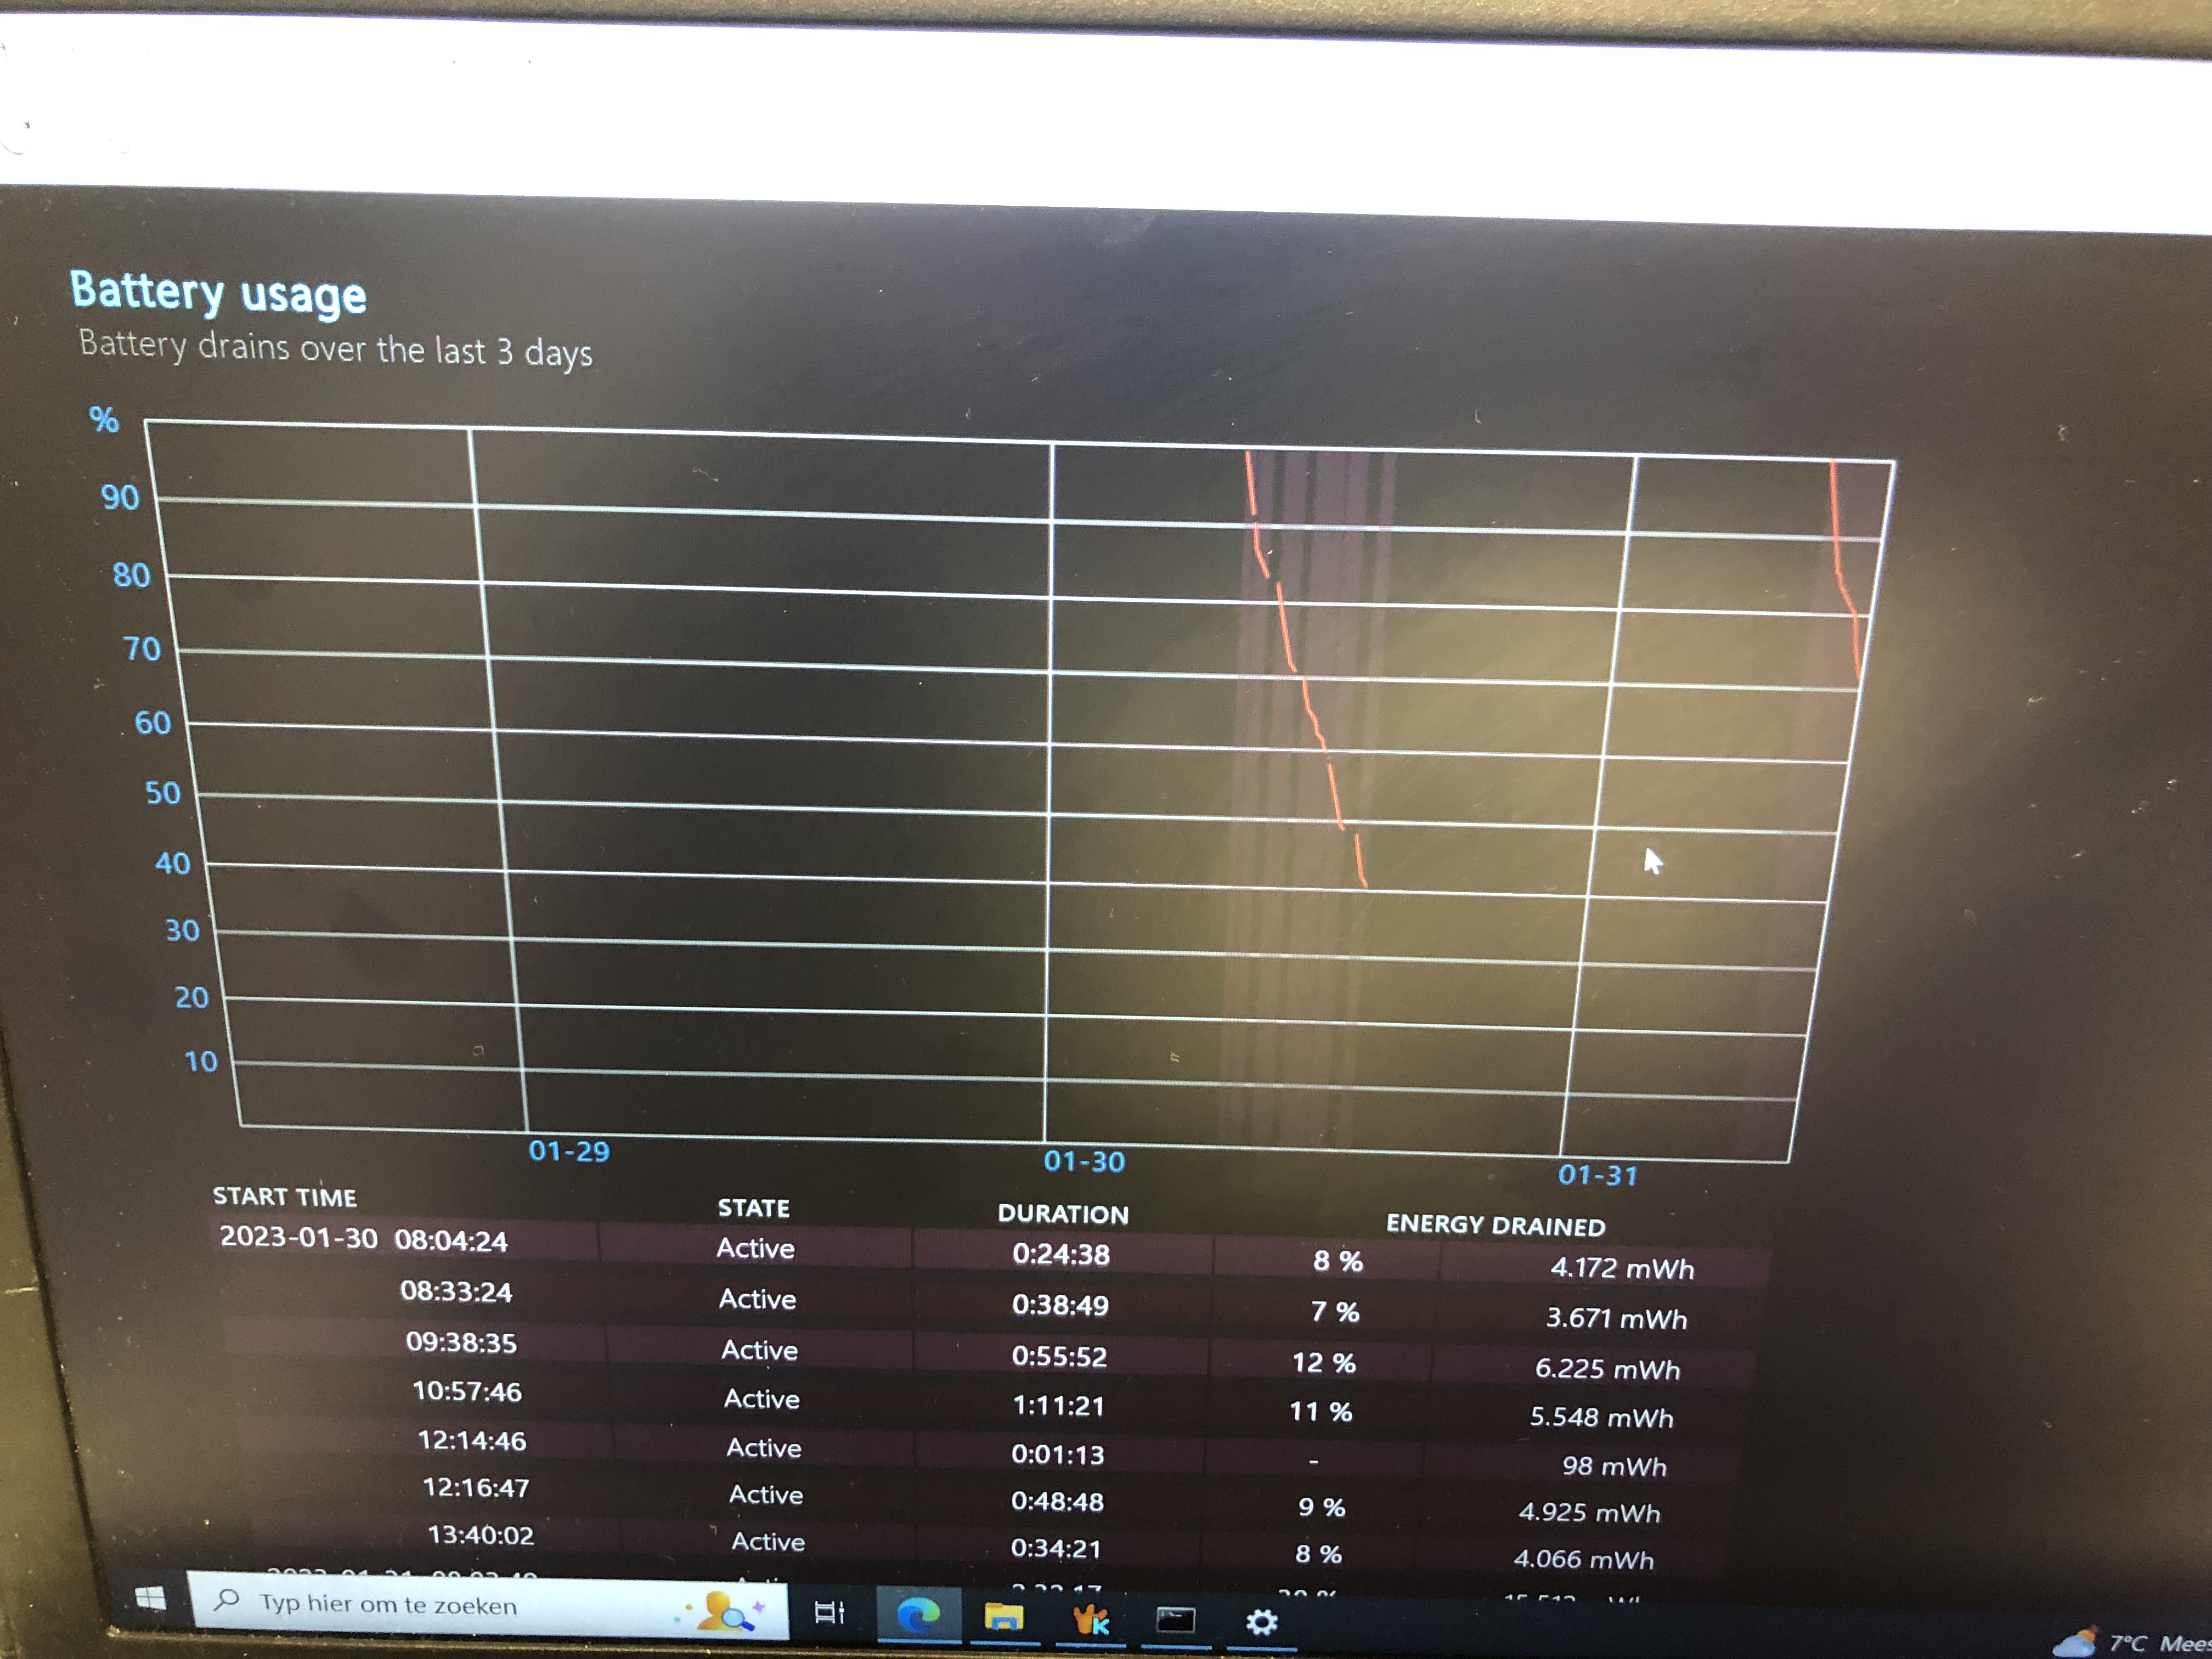 Battery usage
Battery drains over the last 3 days
%
90
80
70
60
50
40
30
20
10
01-29 01-30 01-31
START TIME STATE DURATION ENERGY DRAINED
2023-01-30 08:04:24 Active 0:24:38 8 % 4.172 mWh
08:33:24 Active 0:38:49 7 % 3.671 mWh
09:38:35 Active 0:55:52 12 % 6.225 mWh
10:57:46 Active 1:11:21 11 % 5.548 mWh
12:14:46 Active 0:01:13 - 98 mWh
12:16:47 Active 0:48:48 9 % 4.925 mWh
13:40:02 Active 0:34:21 8 % 4.066 mWh
Typ hier om te zoeken
K
7°C